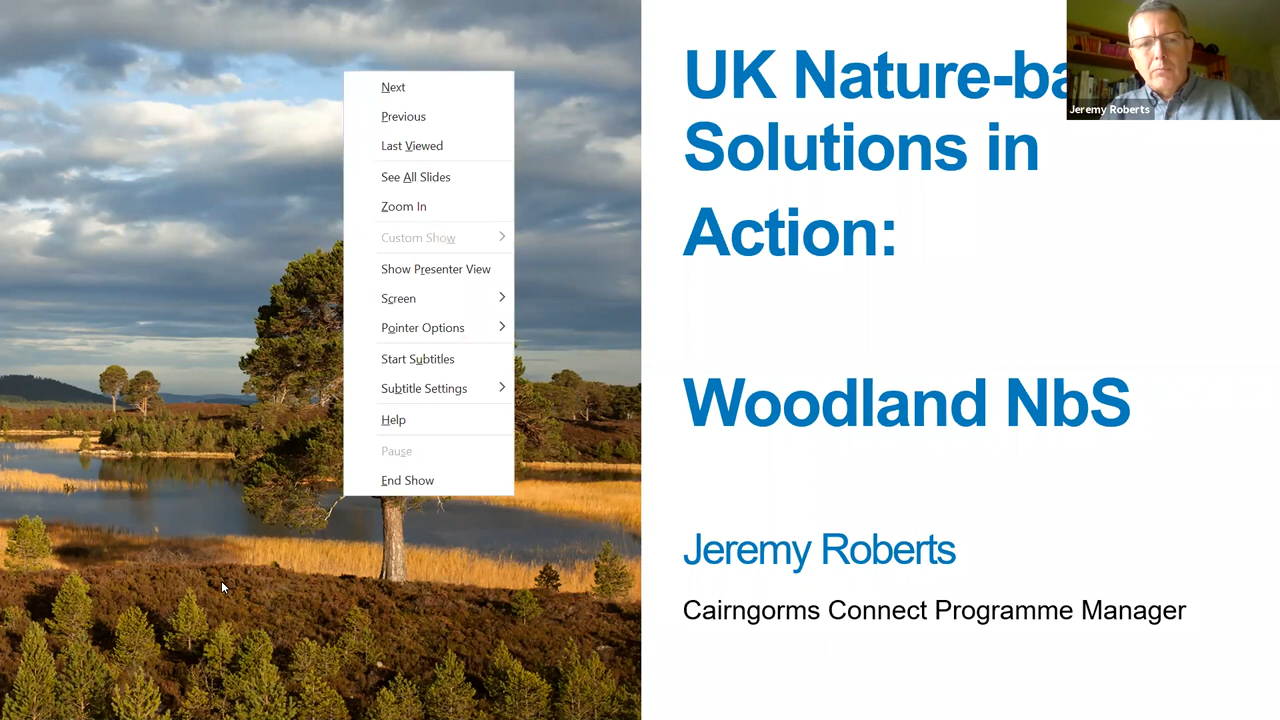 Next
Previous
Last Viewed
See All Slides
Zoom In
Custom Show
Show Presenter View
Screen
Pointer Options
Start Subtitles
Subtitle Settings
Help
Pause
End Show
UK Nature-ba
Solutions in
Action:
Woodland NbS
Jeremy Roberts
Cairngorms Connect Programme Manager
Jeremy Roberts